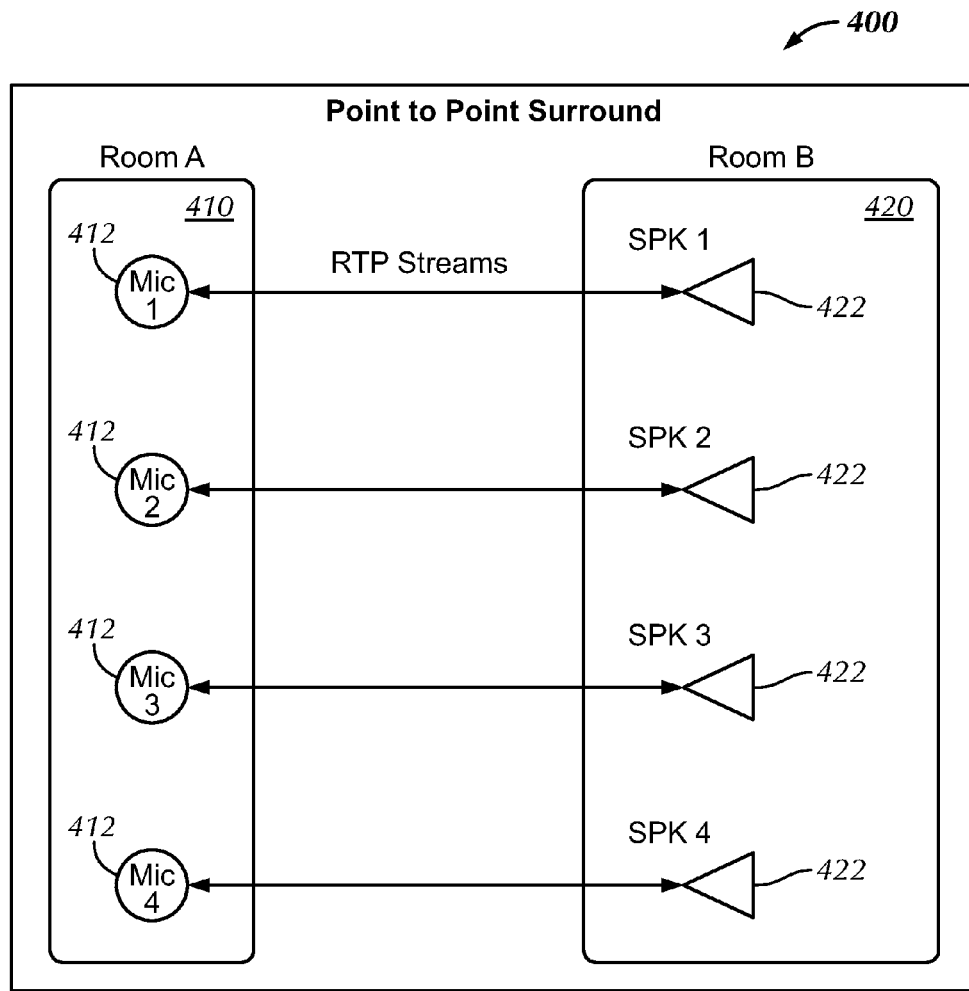 400
Point to Point Surround
Room A
Room B
410
420
412
Mic
1
RTP Streams
SPK 1
422
412
Mic
2
SPK 2
422
412
Mic
3
SPK 3
422
412
Mic
4
SPK 4
422